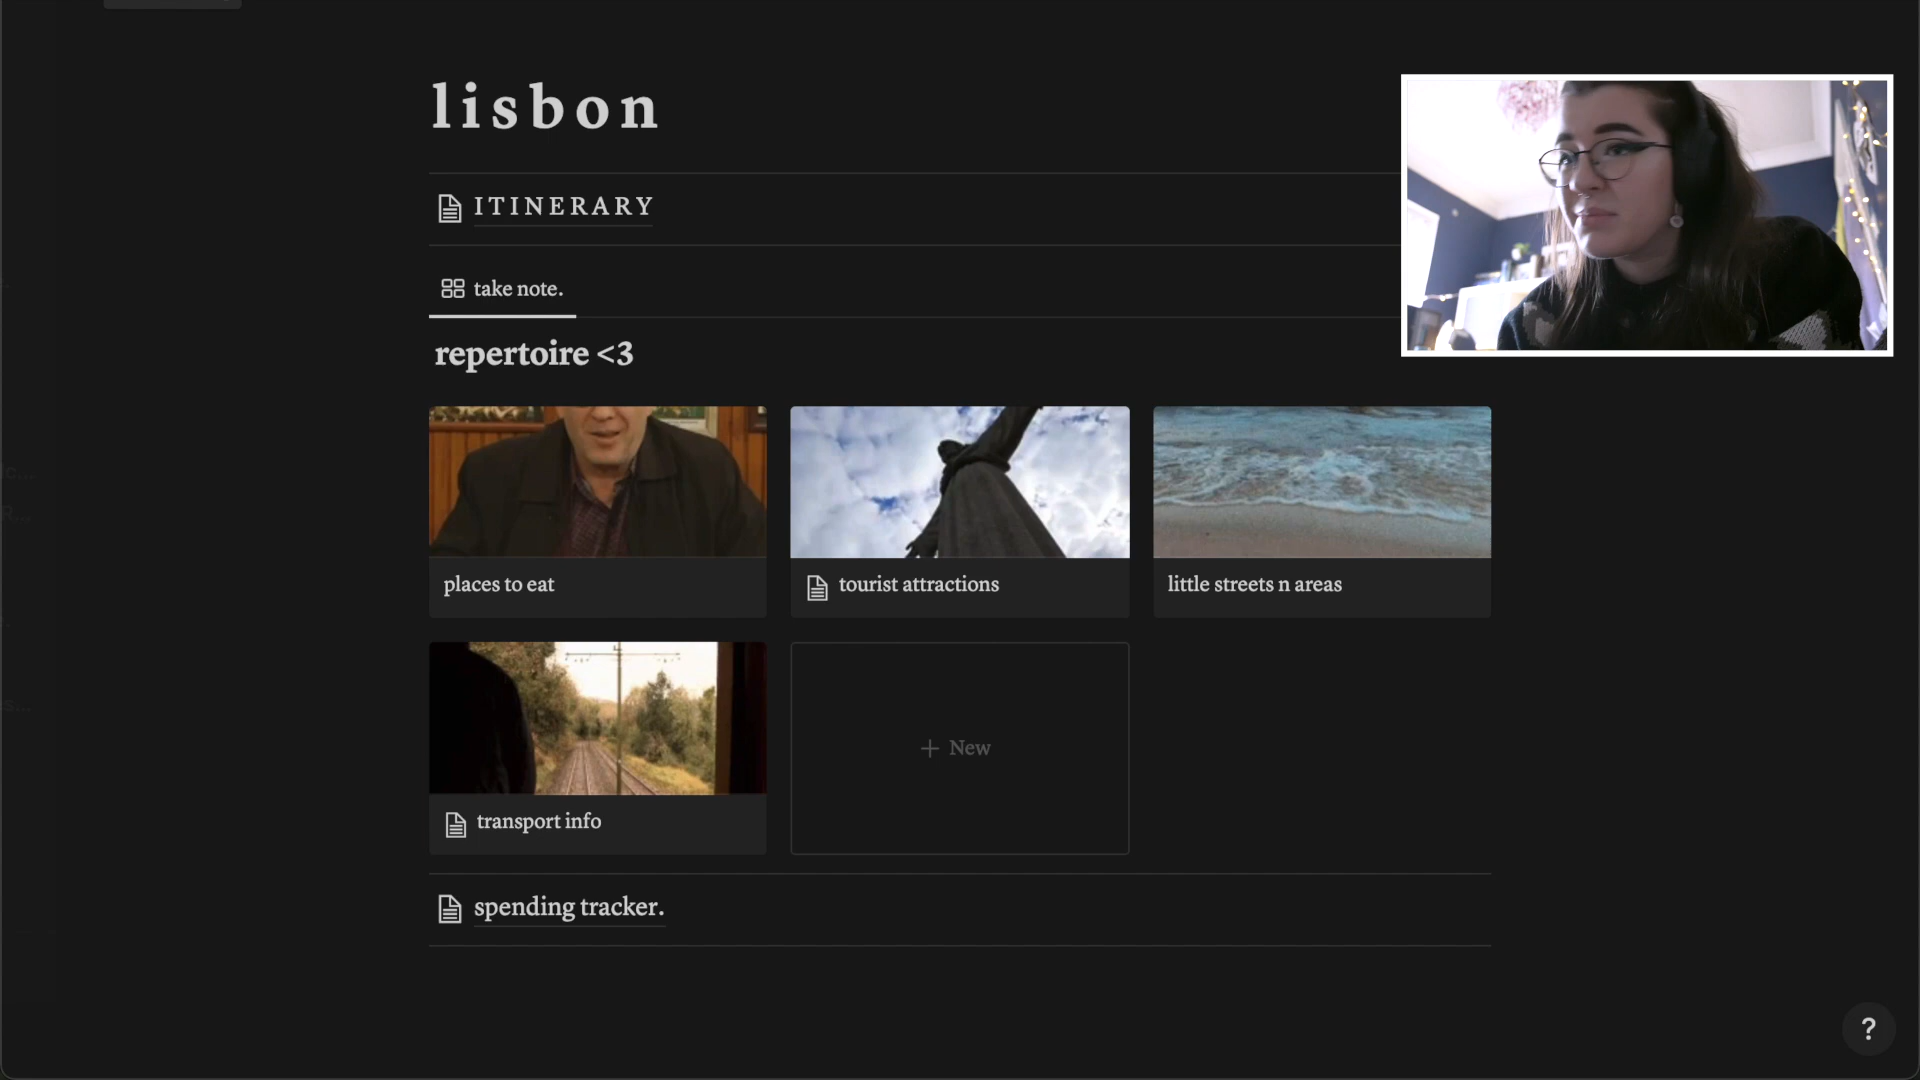 lisbon
ITINERARY
take note.
repertoire <3
places to eat
tourist attractions
little streets n areas
transport info
+ New
spending tracker.
?